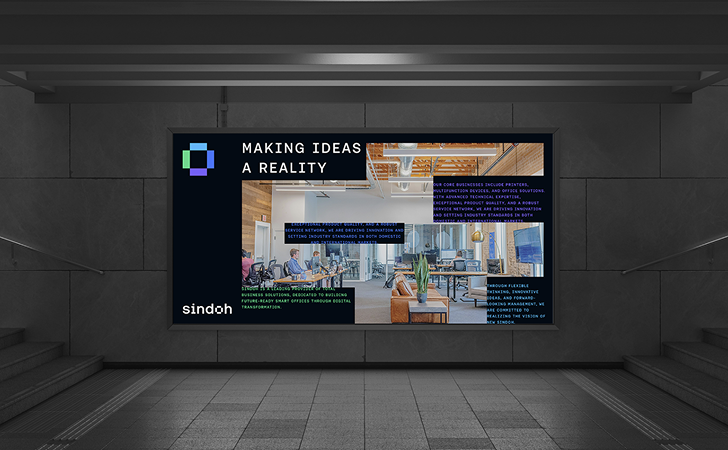 MAKING IDEAS
A REALITY
OUR CORE BUSINESSES INCLUDE PRINTERS,
MULTIFUNCTION DEVICES, AND OFFICE SOLUTIONS
WITH ADVANCED TECHNICAL EXPERTISE,
EXCEPTIONAL PRODUCT QUALITY, AND A ROBUST
SERVICE NETWORK, WE ARE DRIVING INNOVATION
AND SETTING INDUSTRY STANDARDS IN BOTH
DOMESTIC AND INTERNATIONAL MARKETS.
EXCEPTIONAL PRODUCT QUALITY, AND A ROBUST
SERVICE NETWORK, WE ARE DRIVING INNOVATION AND
SETTING INDUSTRY STANDARDS IN BOTH DOMESTIC
AND INTERNATIONAL MARKETS.
SINDOH IS A LEADING PROVIDER OF TOTAL
BUSINESS SOLUTIONS, DEDICATED TO BUILDING
FUTURE-READY SMART OFFICES THROUGH DIGITAL
TRANSFORMATION.
THROUGH FLEXIBLE
THINKING, INNOVATIVE
IDEAS, AND FORWARD-
LOOKING MANAGEMENT, WE
ARE COMMITTED TO
REALIZING THE VISION OF
NEW SINDOH.
sindoh